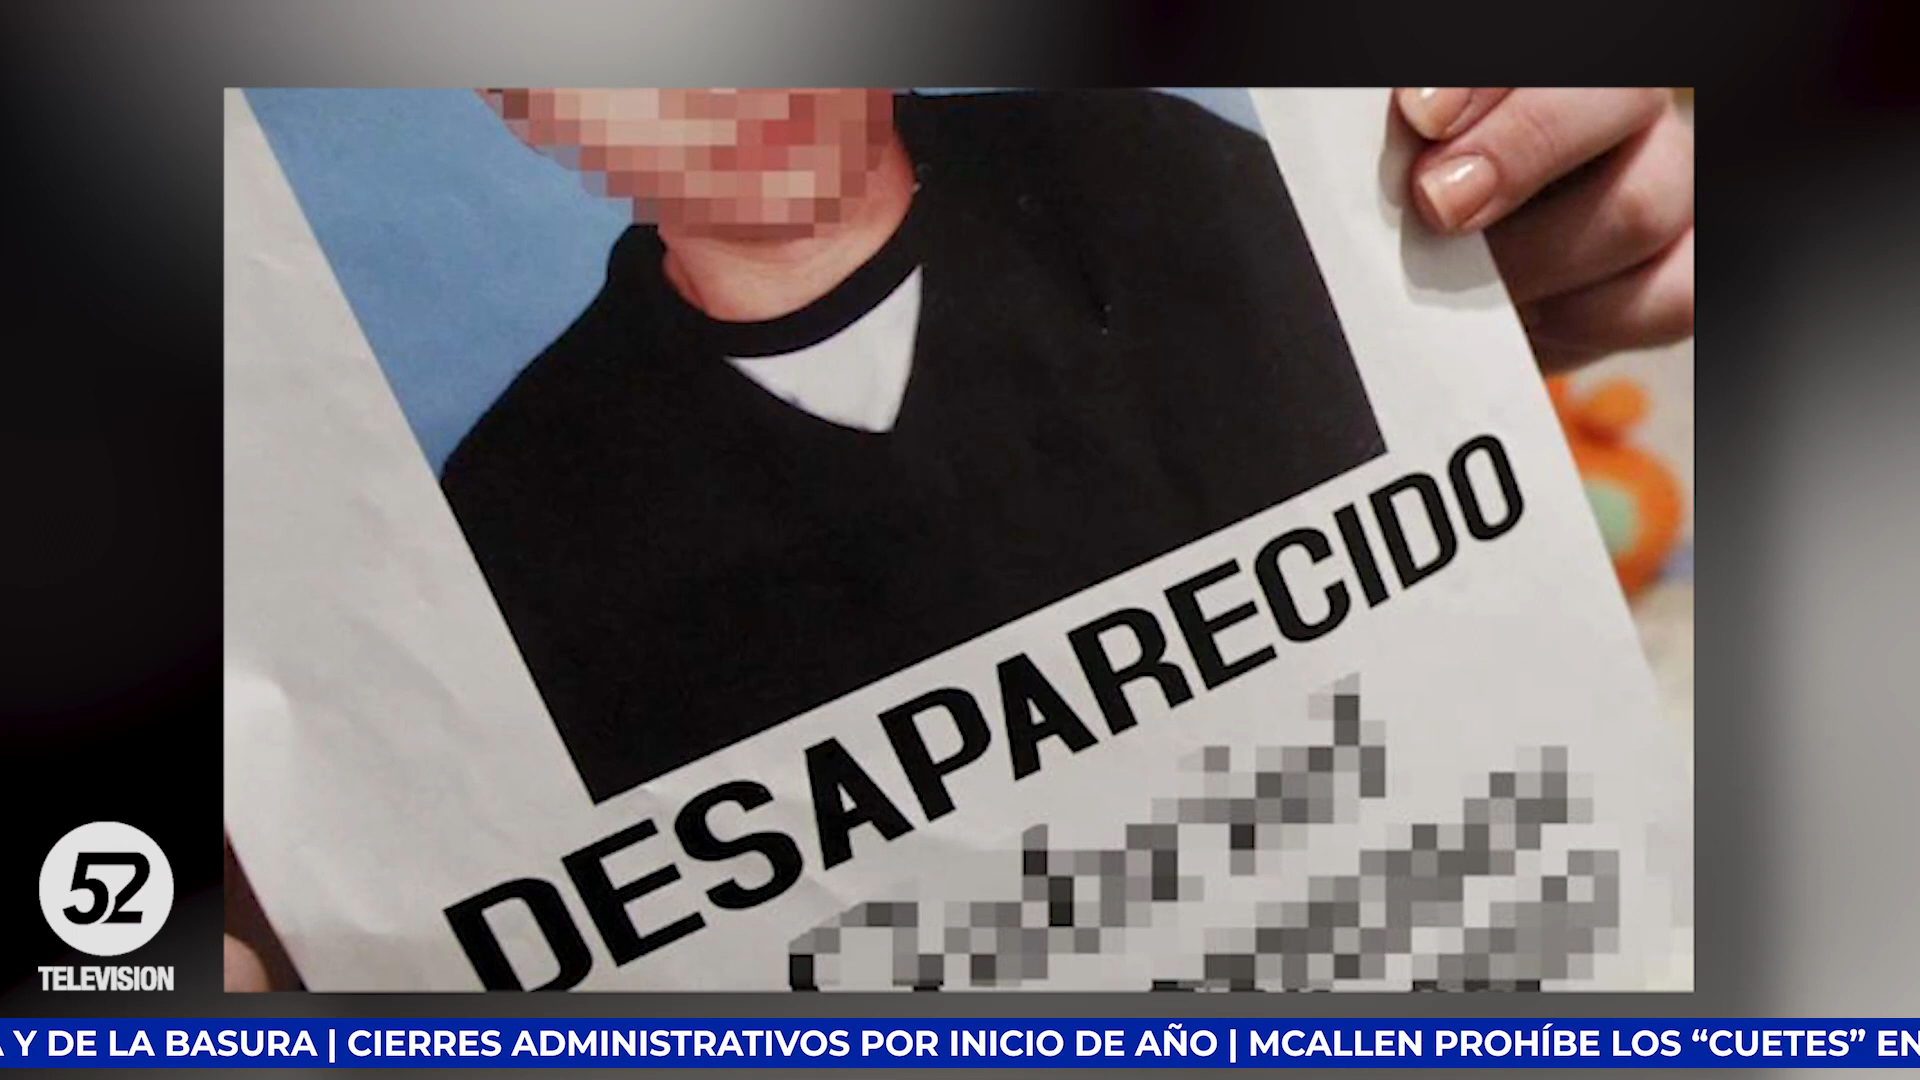 DESAPARECIDO
52
TELEVISION
Y DE LA BASURA | CIERRES ADMINISTRATIVOS POR INICIO DE AÑO | MCALLEN PROHÍBE LOS “CUETES” EN